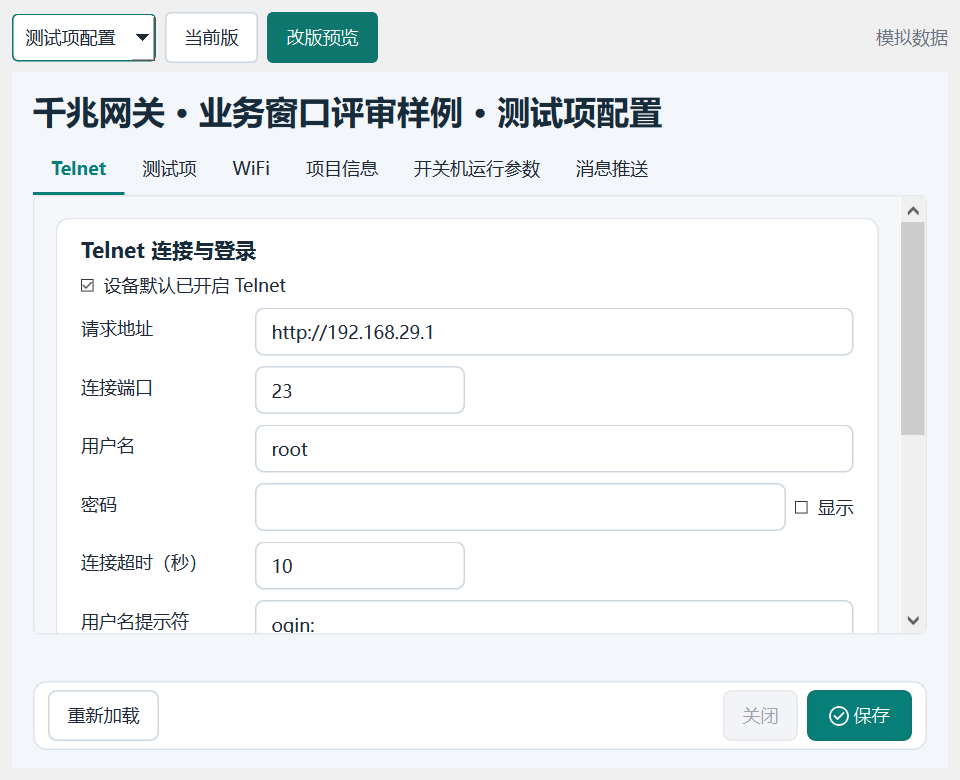 测试项配置 当前版 改版预览 模拟数据
千兆网关 • 业务窗口评审样例 • 测试项配置
Telnet 测试项 WiFi 项目信息 开关机运行参数 消息推送
Telnet 连接与登录
设备默认已开启 Telnet
请求地址 http://192.168.29.1
连接端口 23
用户名 root
密码 显示
连接超时（秒） 10
用户名提示符 ogin:
重新加载 关闭 保存